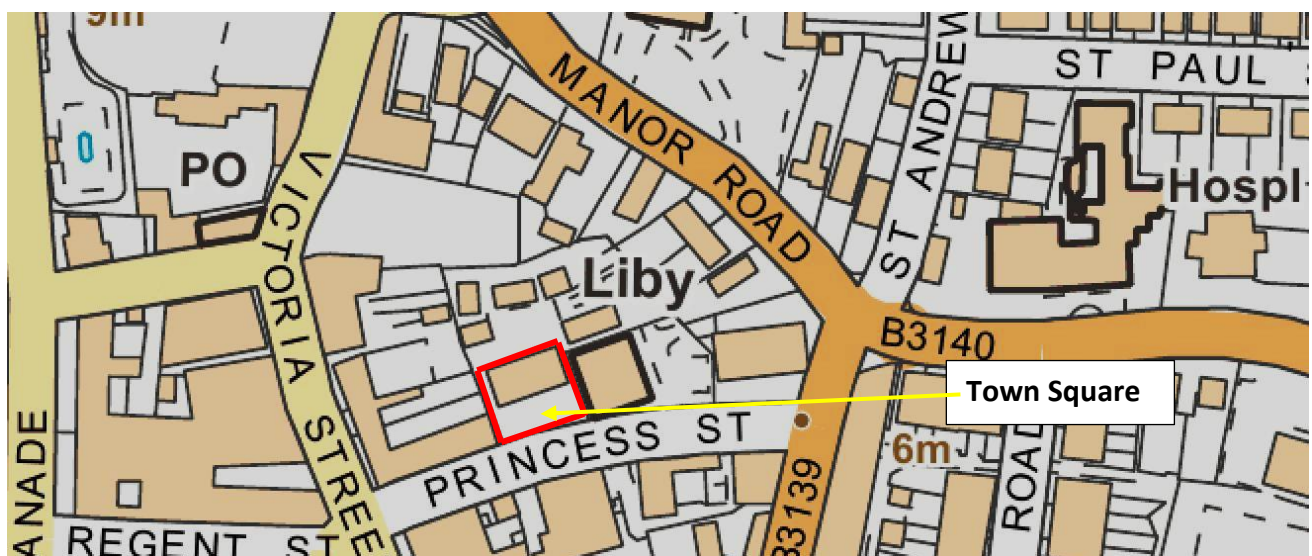 9m
MANOR ROAD
ST ANDREW
ST PAUL S
PO
VICTORIA STREE
Hospl
Liby
B3140
Town Square
PRINCESS ST
6m
ROAD
B3139
ANADE
REGENT ST